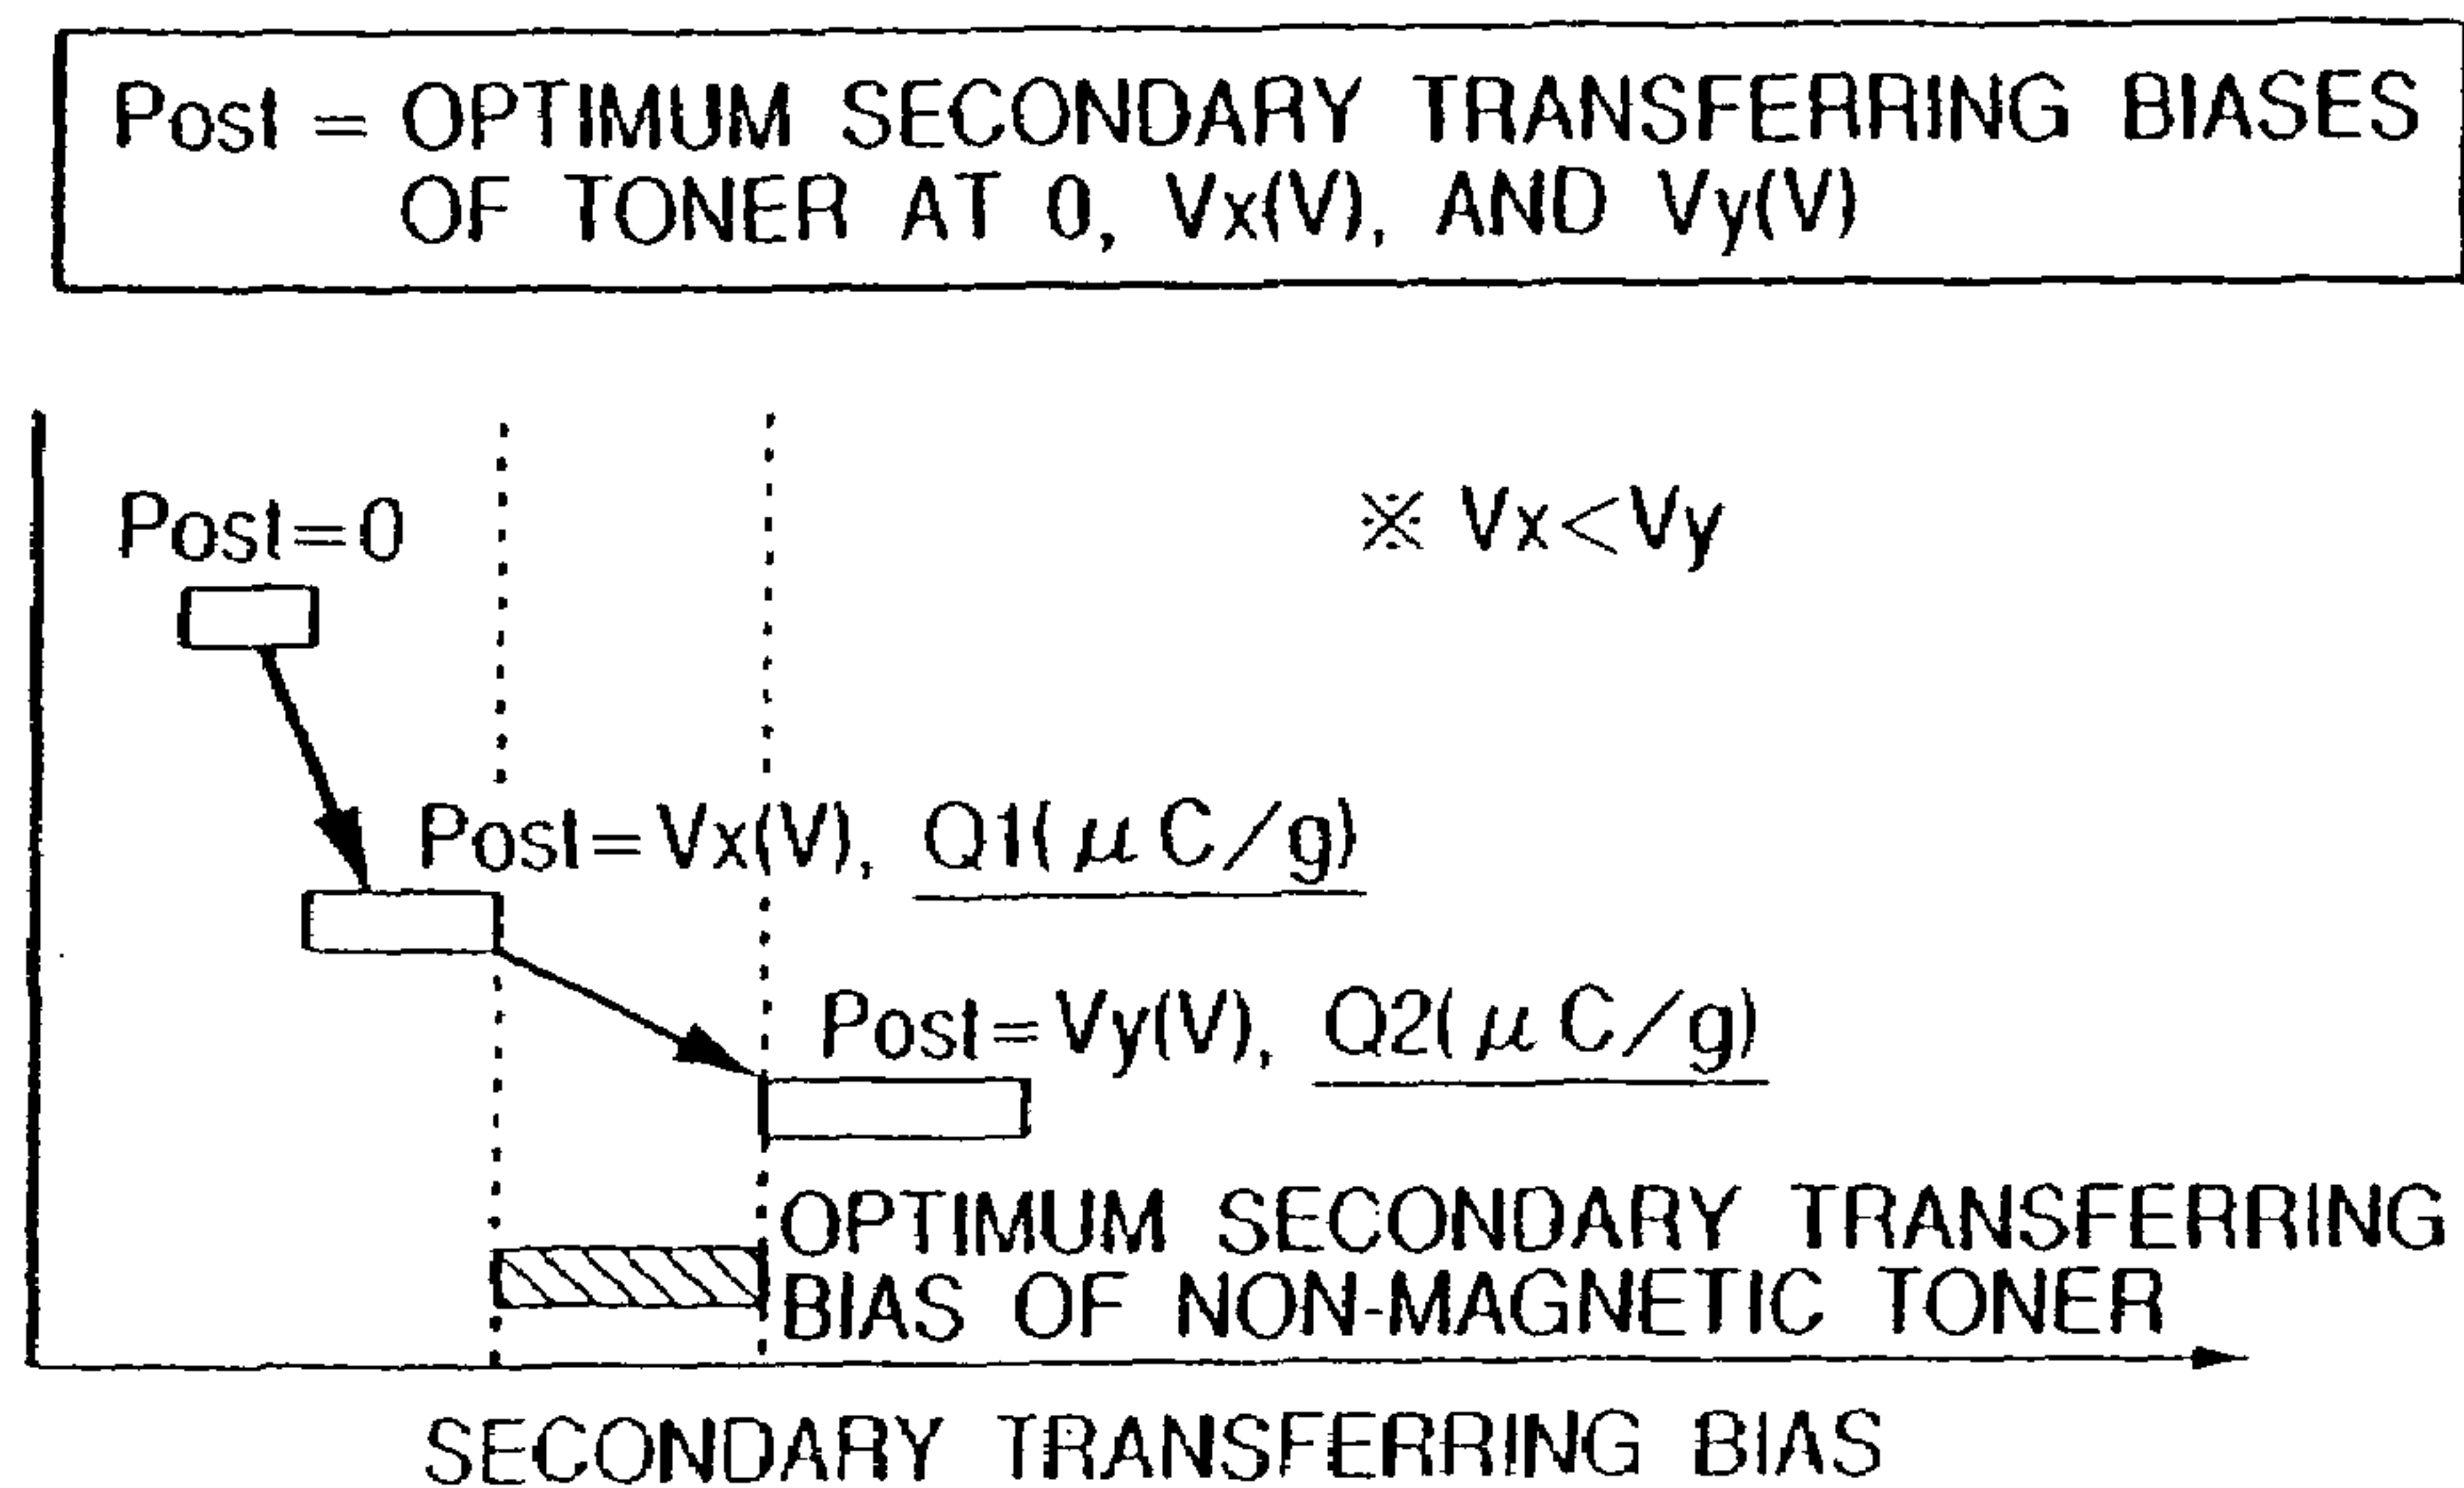 Post = OPTIMUM SECONDARY TRANSFERRING BIASES
OF TONER AT 0, Vx(V), AND Vy(V)
Post=0
※ Vx<Vy
Post=Vx(V), Q1(μC/g)
Post=Vy(V), Q2(μC/g)
OPTIMUM SECONDARY TRANSFERRING
BIAS OF NON-MAGNETIC TONER
SECONDARY TRANSFERRING BIAS